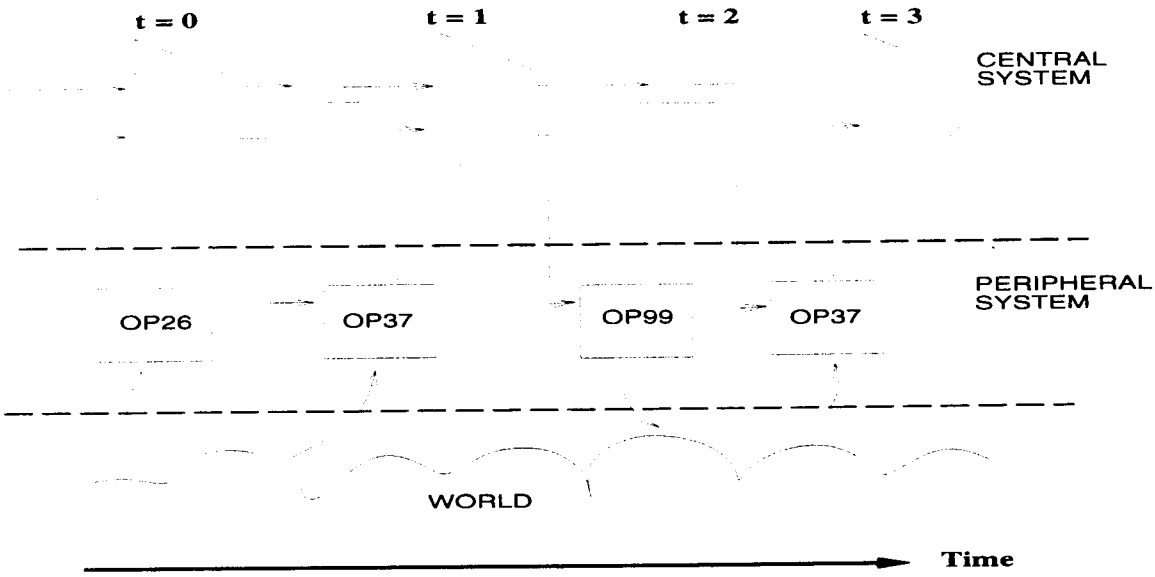 t = 0
t = 1
t = 2
t = 3
CENTRAL
SYSTEM
PERIPHERAL
SYSTEM
OP26
OP37
OP99
OP37
WORLD
Time